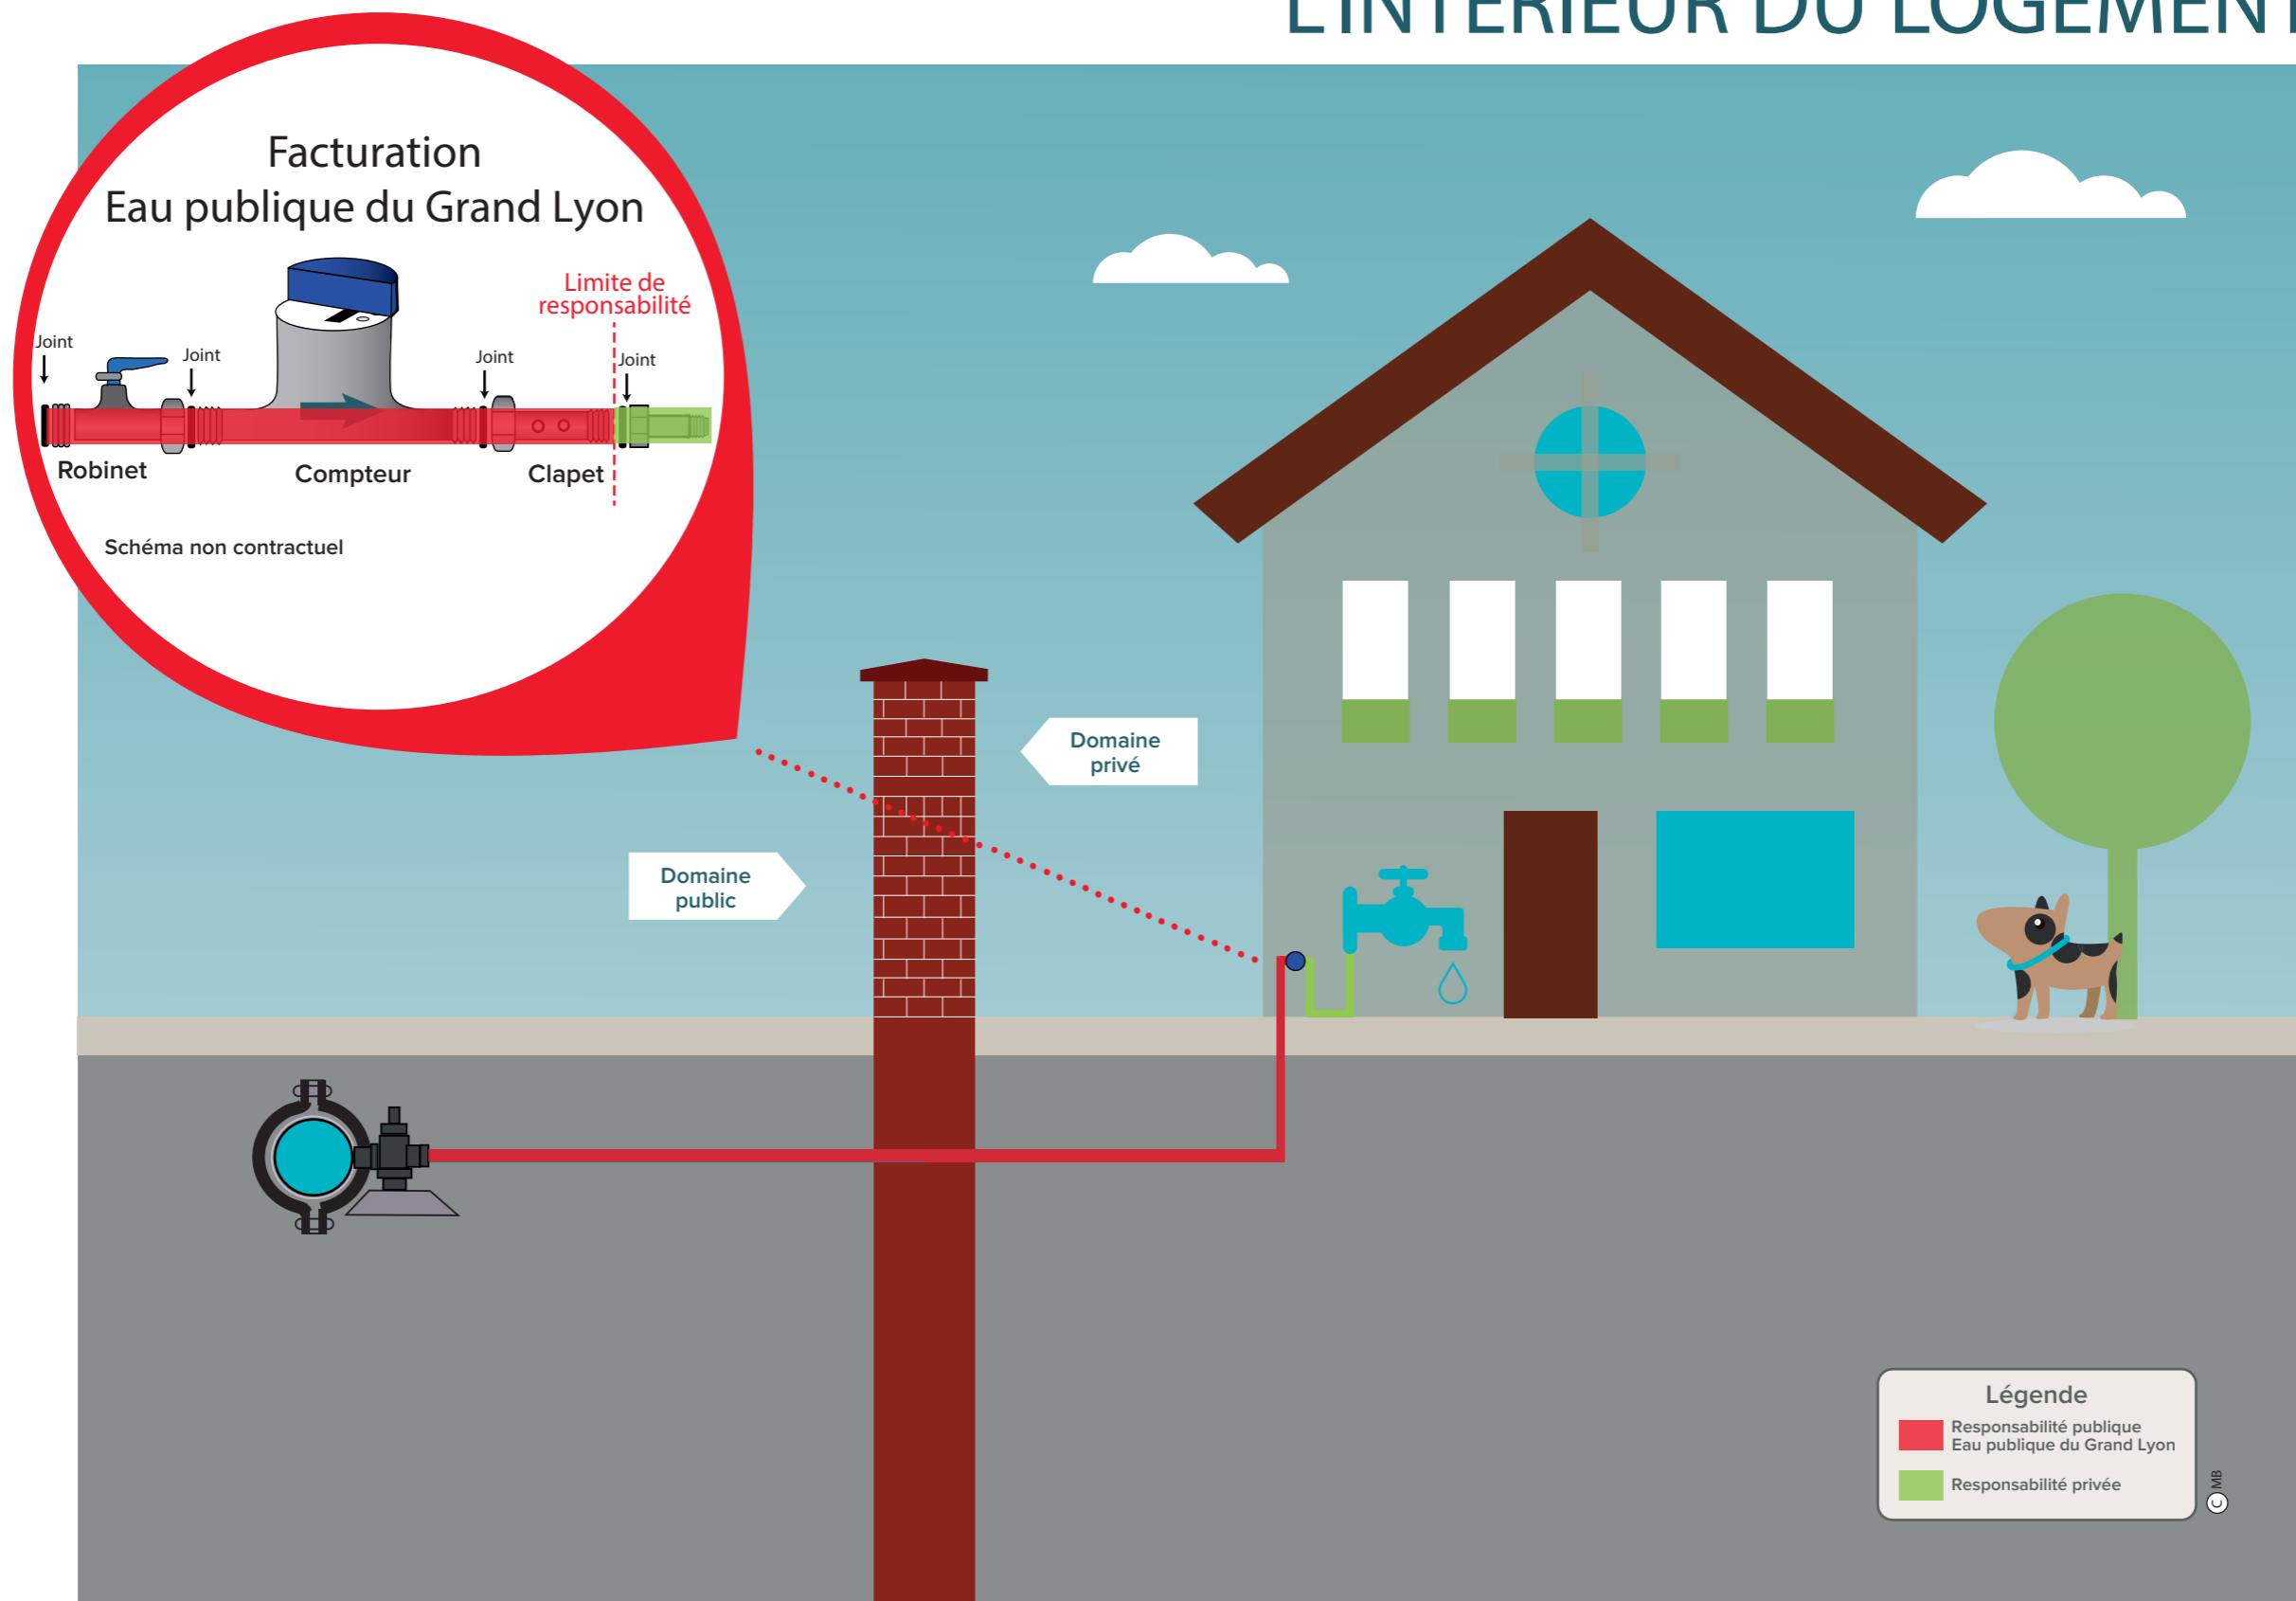 L'INTÉRIEUR DU LOGEMENT
Facturation
Eau publique du Grand Lyon
Limite de
responsabilité
Joint
Joint
Joint
Joint
Robinet
Compteur
Clapet
Schéma non contractuel
Domaine
privé
Domaine
public
Légende
Responsabilité publique
Eau publique du Grand Lyon
Responsabilité privée
C MB